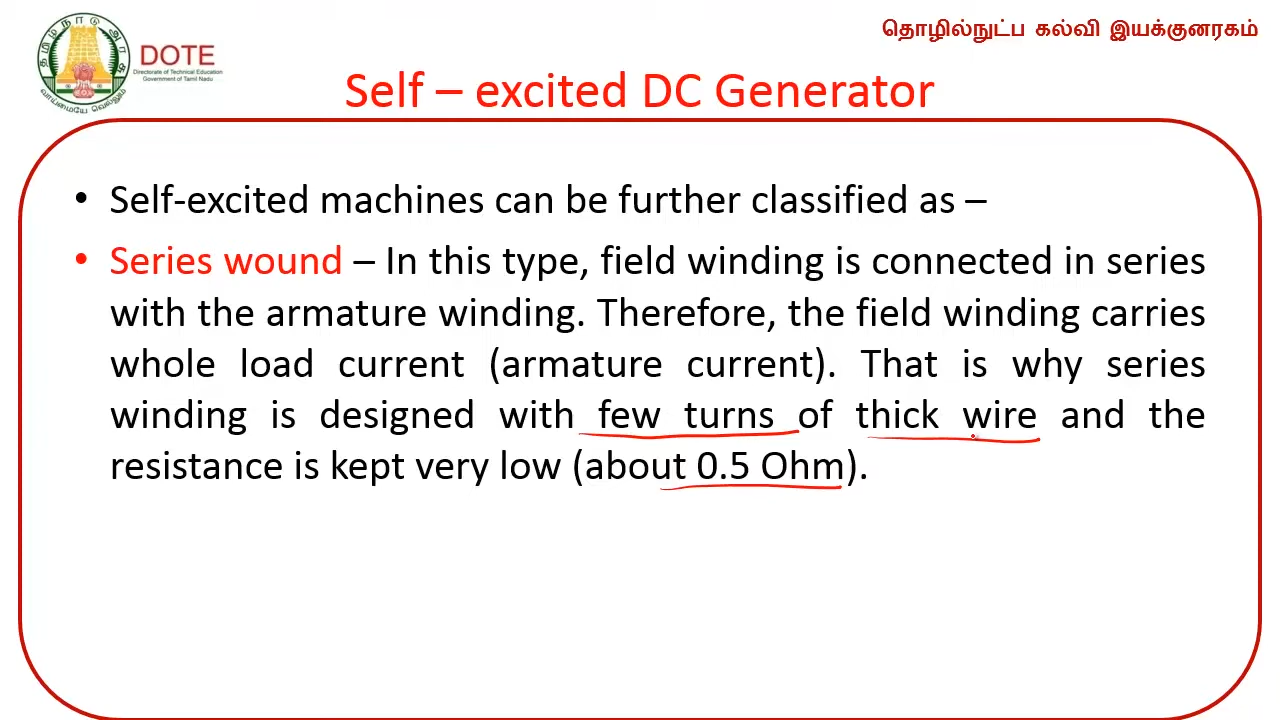 தொழில்நுட்ப கல்வி இயக்குனரகம்
DOTE
Directorate of Technical Education
Government of Tamil Nadu
தமிழ்நாடு அரசு
வாய்மையே வெல்லும்
Self – excited DC Generator
• Self-excited machines can be further classified as –
• Series wound – In this type, field winding is connected in series
with the armature winding. Therefore, the field winding carries
whole load current (armature current). That is why series
winding is designed with few turns of thick wire and the
resistance is kept very low (about 0.5 Ohm).